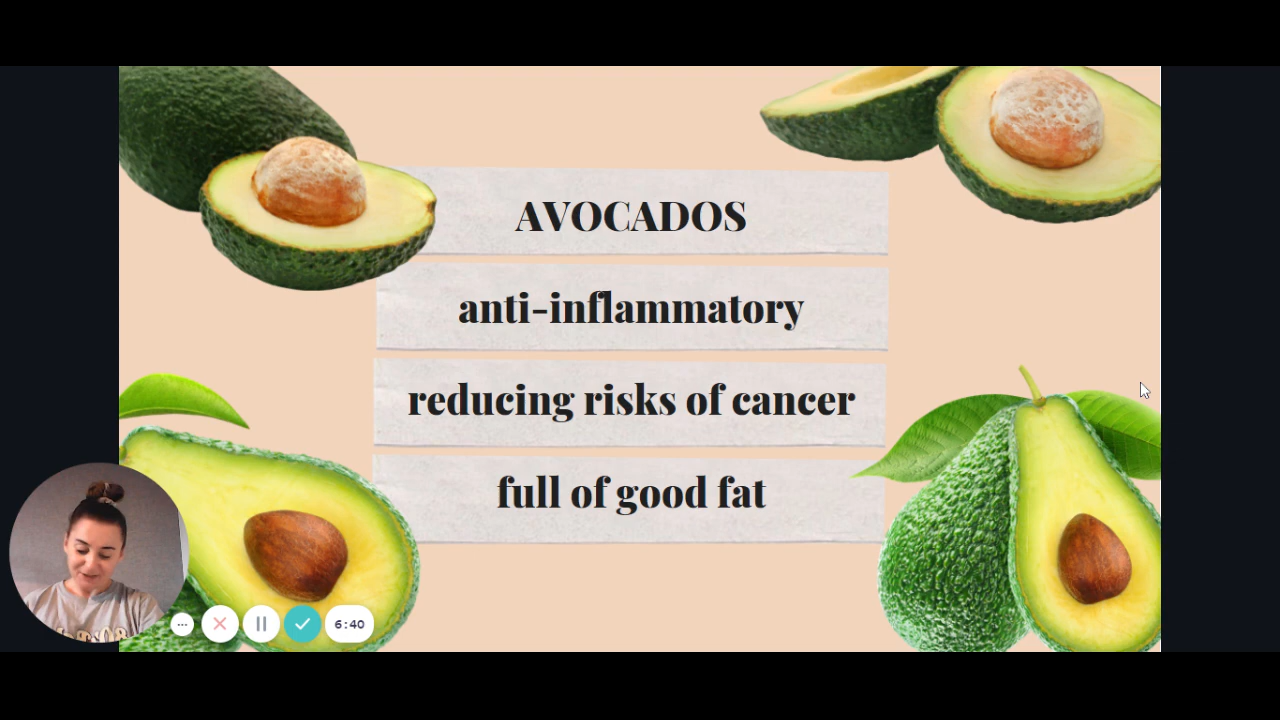 AVOCADOS
anti-inflammatory
reducing risks of cancer
full of good fat
6:40